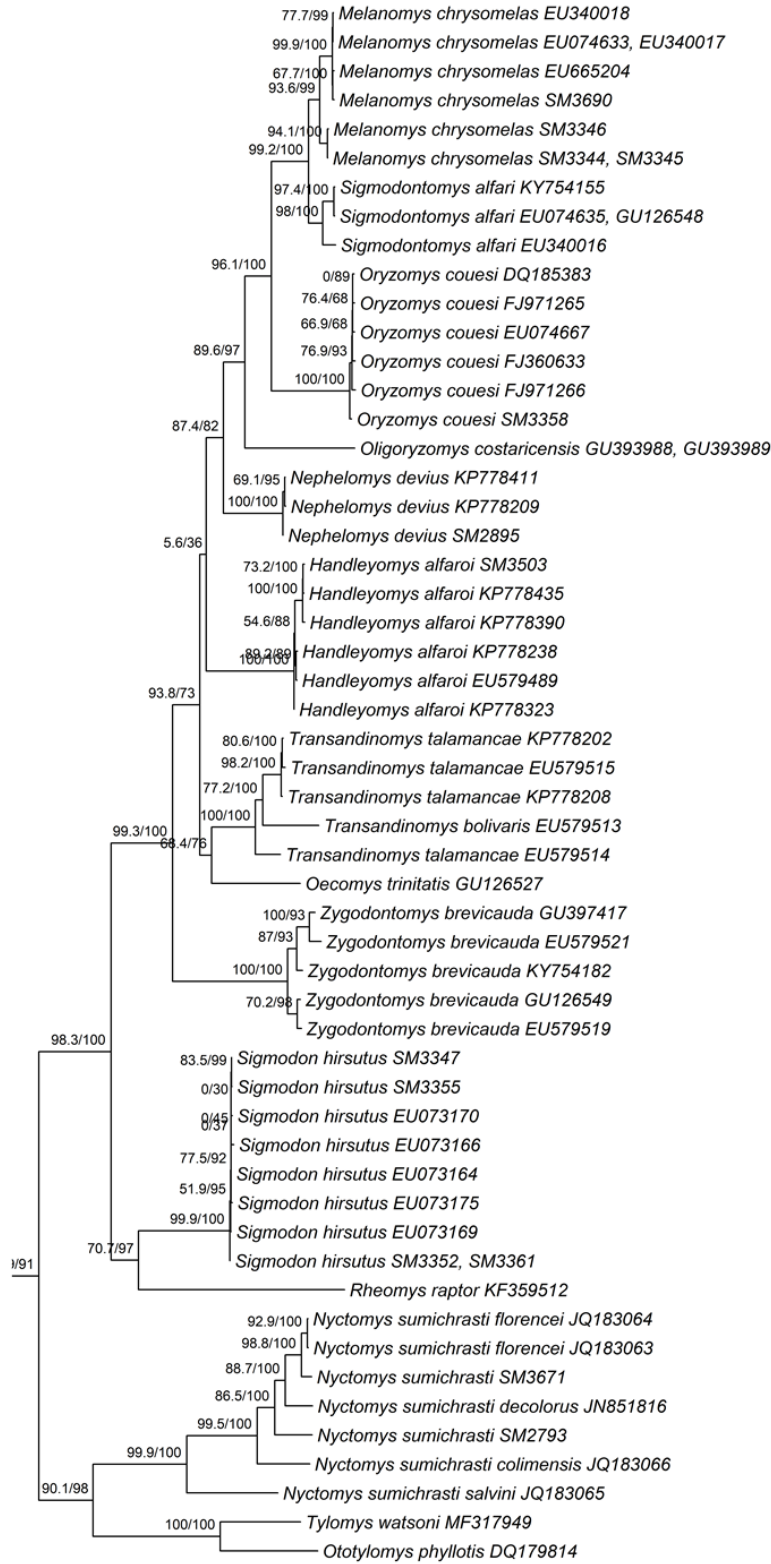 77.7/99
Melanomys chrysomelas EU340018
99.9/100
Melanomys chrysomelas EU074633, EU340017
67.7/100
Melanomys chrysomelas EU665204
93.6/99
Melanomys chrysomelas SM3690
94.1/100
Melanomys chrysomelas SM3346
99.2/100
Melanomys chrysomelas SM3344, SM3345
97.4/100
Sigmodontomys alfari KY754155
98/100
Sigmodontomys alfari EU074635, GU126548
Sigmodontomys alfari EU340016
96.1/100
0/89
Oryzomys couesi DQ185383
76.4/68
Oryzomys couesi FJ971265
66.9/68
Oryzomys couesi EU074667
89.6/97
76.9/93
Oryzomys couesi FJ360633
100/100
Oryzomys couesi FJ971266
Oryzomys couesi SM3358
87.4/82
Oligoryzomys costaricensis GU393988, GU393989
69.1/95
Nephelomys devius KP778411
100/100
Nephelomys devius KP778209
Nephelomys devius SM2895
5.6/36
73.2/100
Handleyomys alfaroi SM3503
100/100
Handleyomys alfaroi KP778435
54.6/88
Handleyomys alfaroi KP778390
89.2/89
Handleyomys alfaroi KP778238
100/100
Handleyomys alfaroi EU579489
93.8/73
Handleyomys alfaroi KP778323
80.6/100
Transandinomys talamancae KP778202
98.2/100
Transandinomys talamancae EU579515
77.2/100
Transandinomys talamancae KP778208
100/100
Transandinomys bolivaris EU579513
99.3/100
68.4/76
Transandinomys talamancae EU579514
Oecomys trinitatis GU126527
100/93
Zygodontomys brevicauda GU397417
87/93
Zygodontomys brevicauda EU579521
100/100
Zygodontomys brevicauda KY754182
70.2/98
Zygodontomys brevicauda GU126549
Zygodontomys brevicauda EU579519
98.3/100
83.5/99
Sigmodon hirsutus SM3347
0/30
Sigmodon hirsutus SM3355
0/45
Sigmodon hirsutus EU073170
0/37
Sigmodon hirsutus EU073166
77.5/92
Sigmodon hirsutus EU073164
51.9/95
Sigmodon hirsutus EU073175
99.9/100
Sigmodon hirsutus EU073169
70.7/97
Sigmodon hirsutus SM3352, SM3361
/91
Rheomys raptor KF359512
92.9/100
Nyctomys sumichrasti florencei JQ183064
98.8/100
Nyctomys sumichrasti florencei JQ183063
88.7/100
Nyctomys sumichrasti SM3671
86.5/100
Nyctomys sumichrasti decolorus JN851816
99.5/100
Nyctomys sumichrasti SM2793
99.9/100
Nyctomys sumichrasti colimensis JQ183066
90.1/98
Nyctomys sumichrasti salvini JQ183065
100/100
Tylomys watsoni MF317949
Ototylomys phyllotis DQ179814